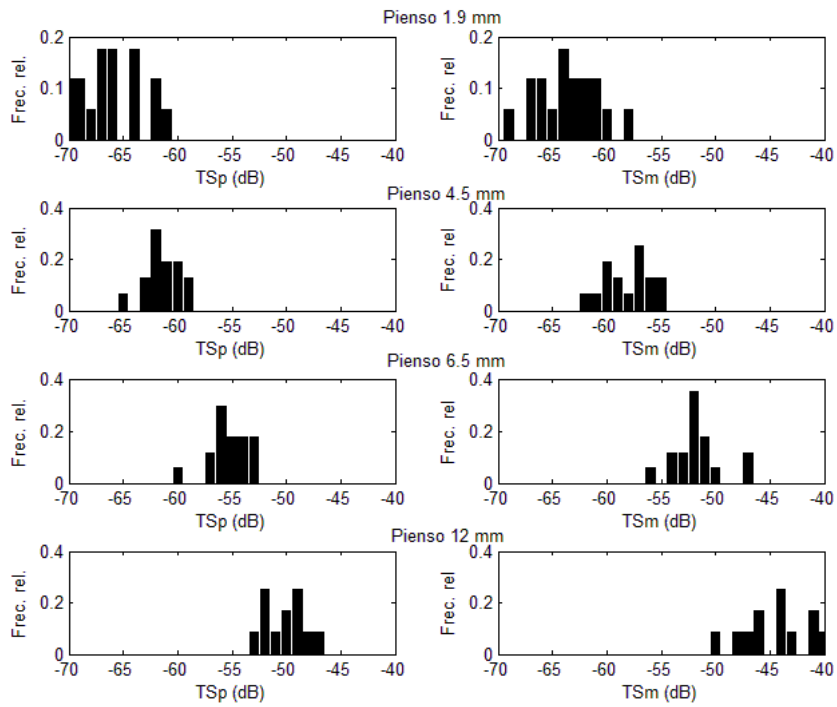 Pienso 1.9 mm
Frec. rel.
0.2
0.1
0
-70 -65 -60 -55 -50 -45 -40
TSp (dB)
0.2
0.1
0
-70 -65 -60 -55 -50 -45 -40
TSm (dB)
Pienso 4.5 mm
Frec. rel.
0.4
0.2
0
-70 -65 -60 -55 -50 -45 -40
TSp (dB)
Frec. rel.
0.4
0.2
0
-70 -65 -60 -55 -50 -45 -40
TSm (dB)
Pienso 6.5 mm
Frec. rel.
0.4
0.2
0
-70 -65 -60 -55 -50 -45 -40
TSp (dB)
Frec. rel
0.4
0.2
0
-70 -65 -60 -55 -50 -45 -40
TSm (dB)
Pienso 12 mm
Frec. rel.
0.4
0.2
0
-70 -65 -60 -55 -50 -45 -40
TSp (dB)
Frec. rel
0.4
0.2
0
-70 -65 -60 -55 -50 -45 -40
TSm (dB)